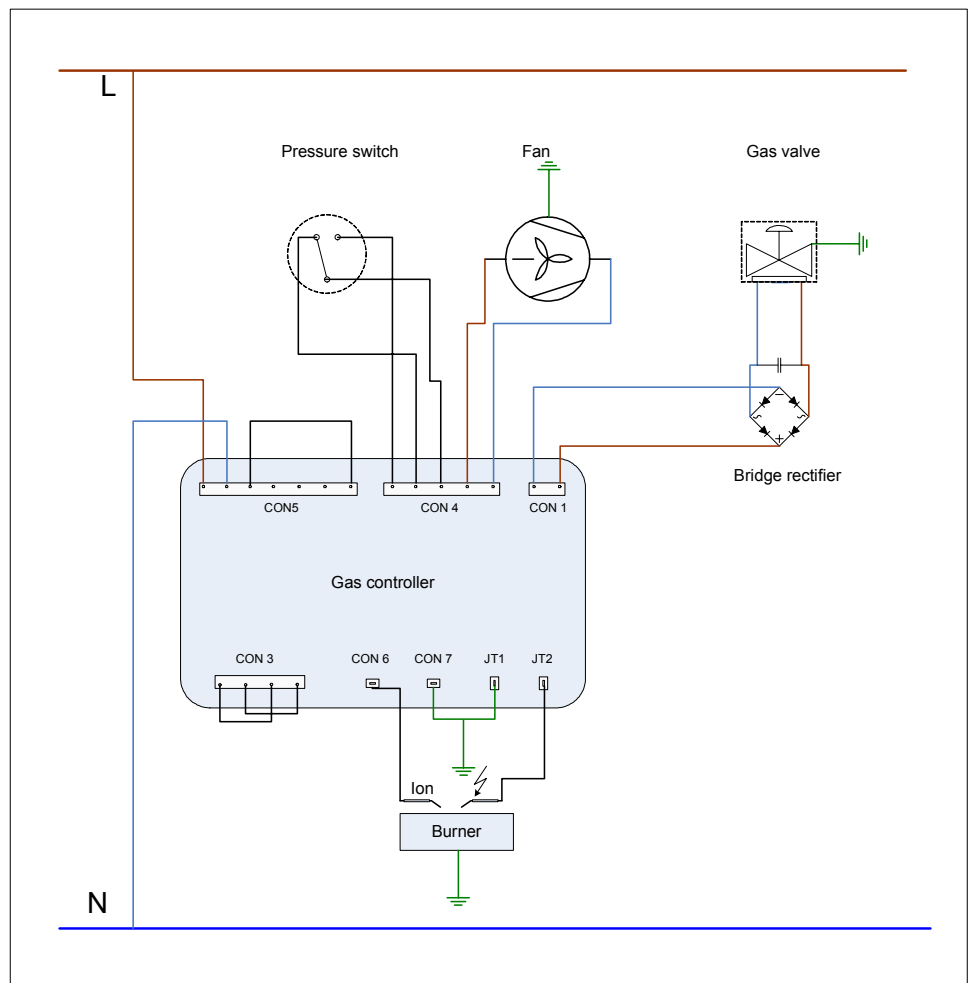 L
Pressure switch
Fan
Gas valve
Bridge rectifier
CON5
CON 4
CON 1
Gas controller
CON 3
CON 6
CON 7
JT1
JT2
Ion
Burner
N